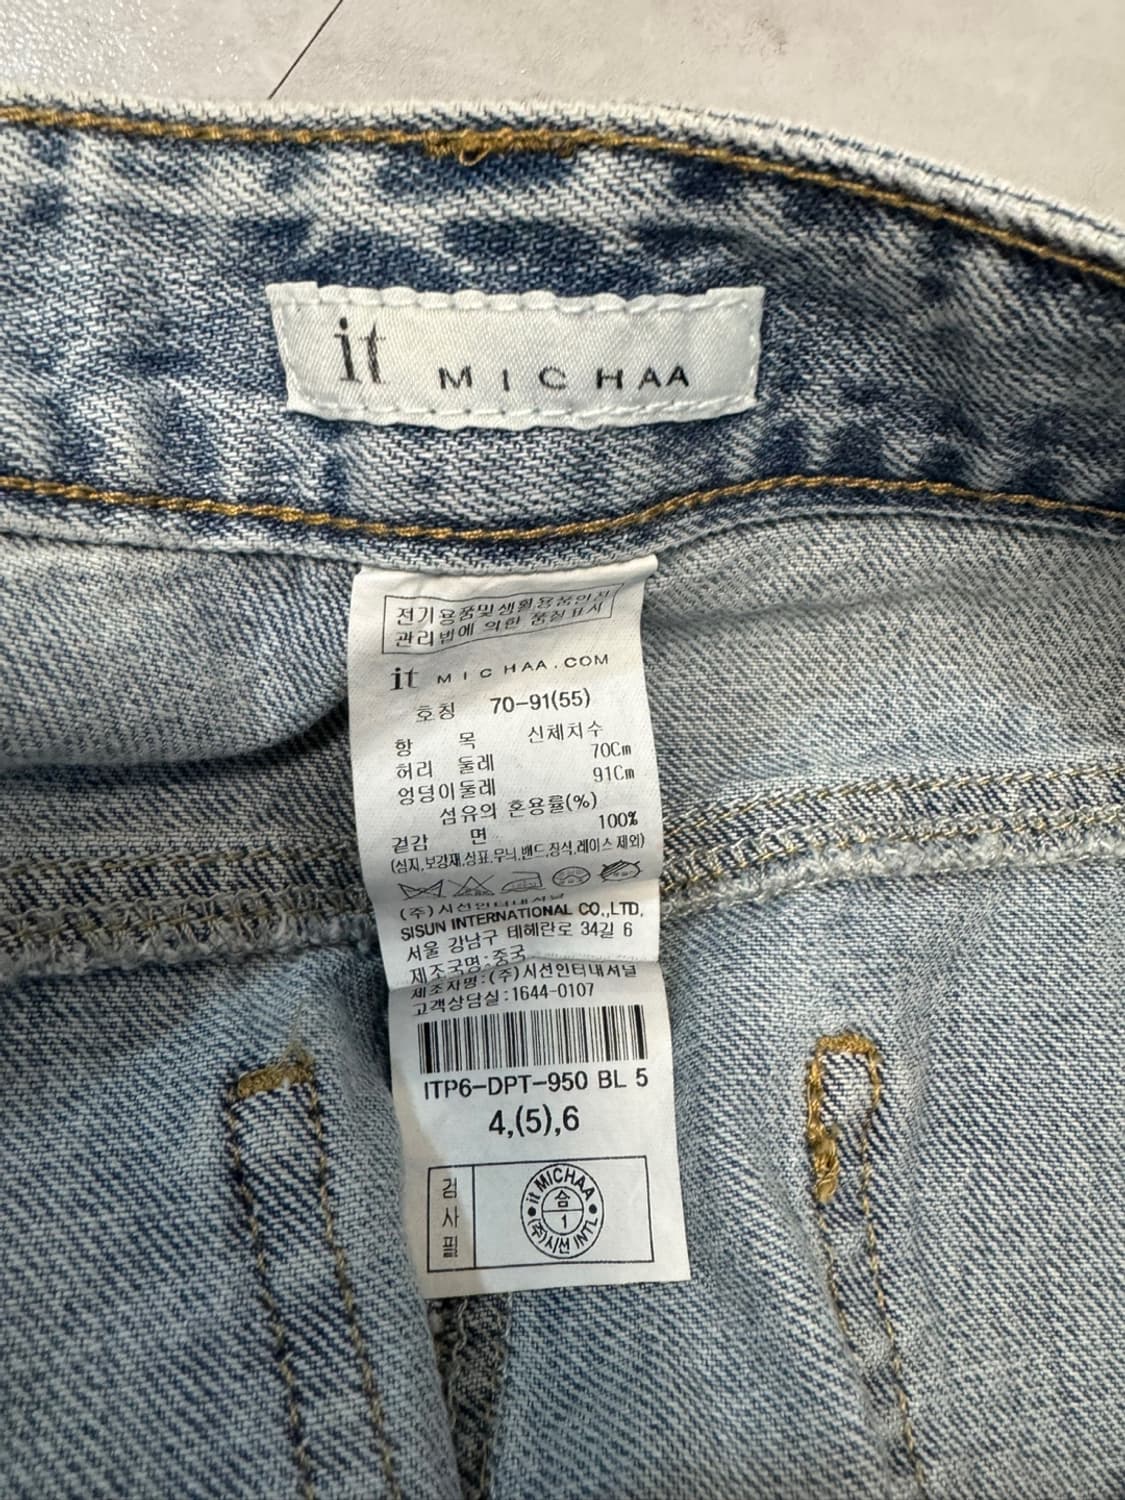 it MICHAA
전기용품및생활용품안전
관리법에 의한 품질표시
it MICHAA.COM
호칭 70-91(55)
항 목 신체치수
허리 둘레 70Cm
엉덩이둘레 91Cm
섬유의 혼용률(%)
겉감 면 100%
(심지,보강재,상표,무늬,밴드,장식,레이스 제외)
(주)시선인터내셔날
SISUN INTERNATIONAL CO.,LTD.
서울 강남구 테헤란로 34길 6
제조국명:중국
제조자명:(주)시선인터내셔널
고객상담실:1644-0107
ITP6-DPT-950 BL 5
4,(5),6
검사필
it MICHAA
숨
1
(주)시선 INT'L